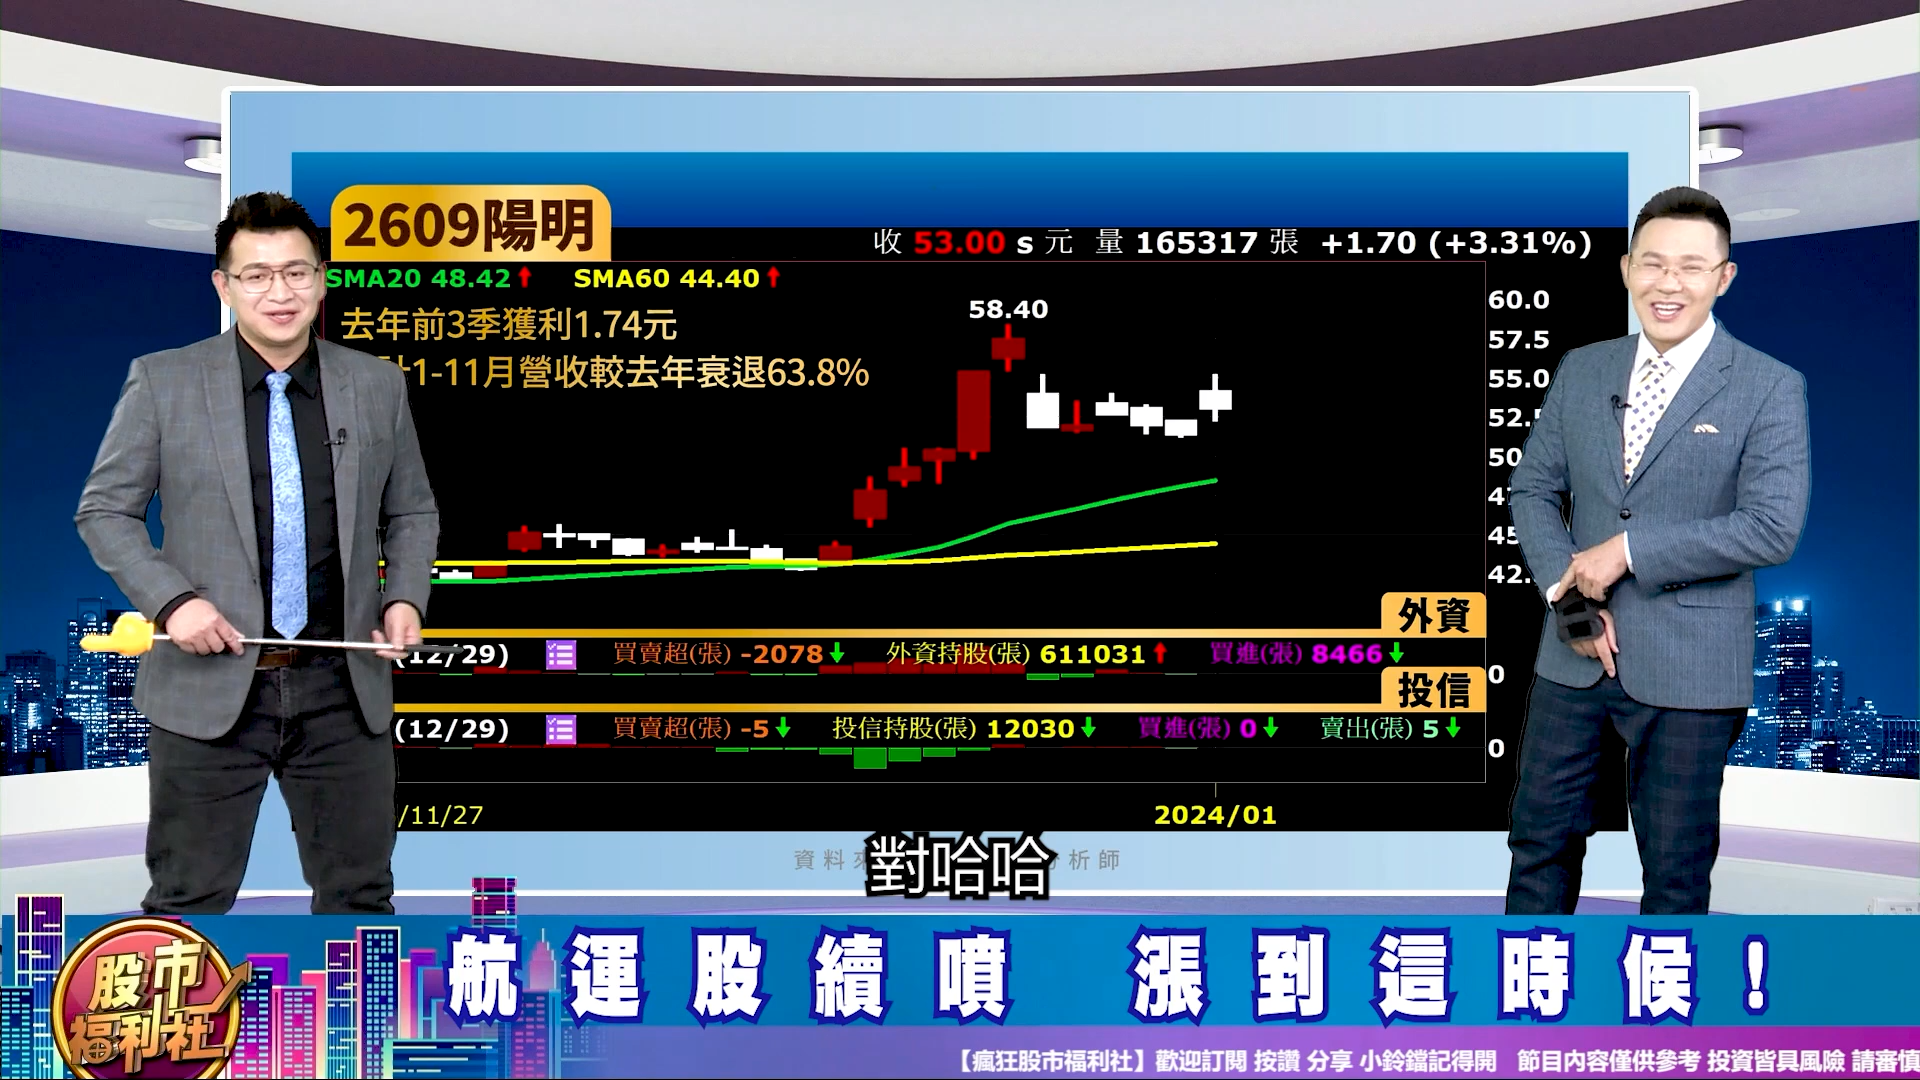 2609陽明
收 53.00 s 元 量 165317 張 +1.70 (+3.31%)
SMA20 48.42↑ SMA60 44.40↑
去年前3季獲利1.74元
1-11月營收較去年衰退63.8%
58.40
60.0
57.5
55.0
52.
50
45
42.
外資
(12/29) 買賣超(張) -2078↓ 外資持股(張) 611031↑ 買進(張) 8466↓
0
投信
(12/29) 買賣超(張) -5↓ 投信持股(張) 12030↓ 買進(張) 0↓ 賣出(張) 5↓
0
/11/27
2024/01
資料 析師
對哈哈
航運股續噴 漲到這時候!
股市
福利社
【瘋狂股市福利社】歡迎訂閱 按讚 分享 小鈴鐺記得開 節目內容僅供參考 投資皆具風險 請審慎